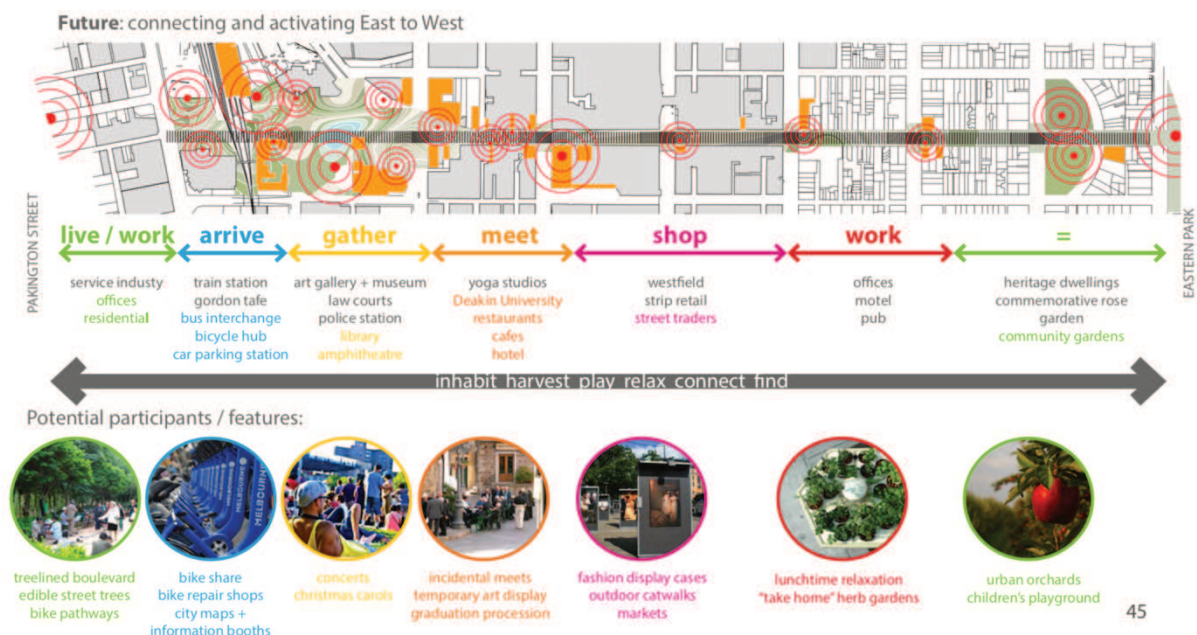 Future: connecting and activating East to West
PAKINGTON STREET
live / work
arrive
gather
meet
shop
work
=
EASTERN PARK
service industy
offices
residential
train station
gordon tafe
bus interchange
bicycle hub
car parking station
art gallery + museum
law courts
police station
library
amphitheatre
yoga studios
Deakin University
restaurants
cafes
hotel
westfield
strip retail
street traders
offices
motel
pub
heritage dwellings
commemorative rose
garden
community gardens
inhabit harvest play relax connect find
Potential participants / features:
MELBOURNE
MELBOURNE
treelined boulevard
edible street trees
bike pathways
bike share
bike repair shops
city maps +
information booths
concerts
christmas carols
incidental meets
temporary art display
graduation procession
fashion display cases
outdoor catwalks
markets
lunchtime relaxation
"take home" herb gardens
urban orchards
children's playground
45